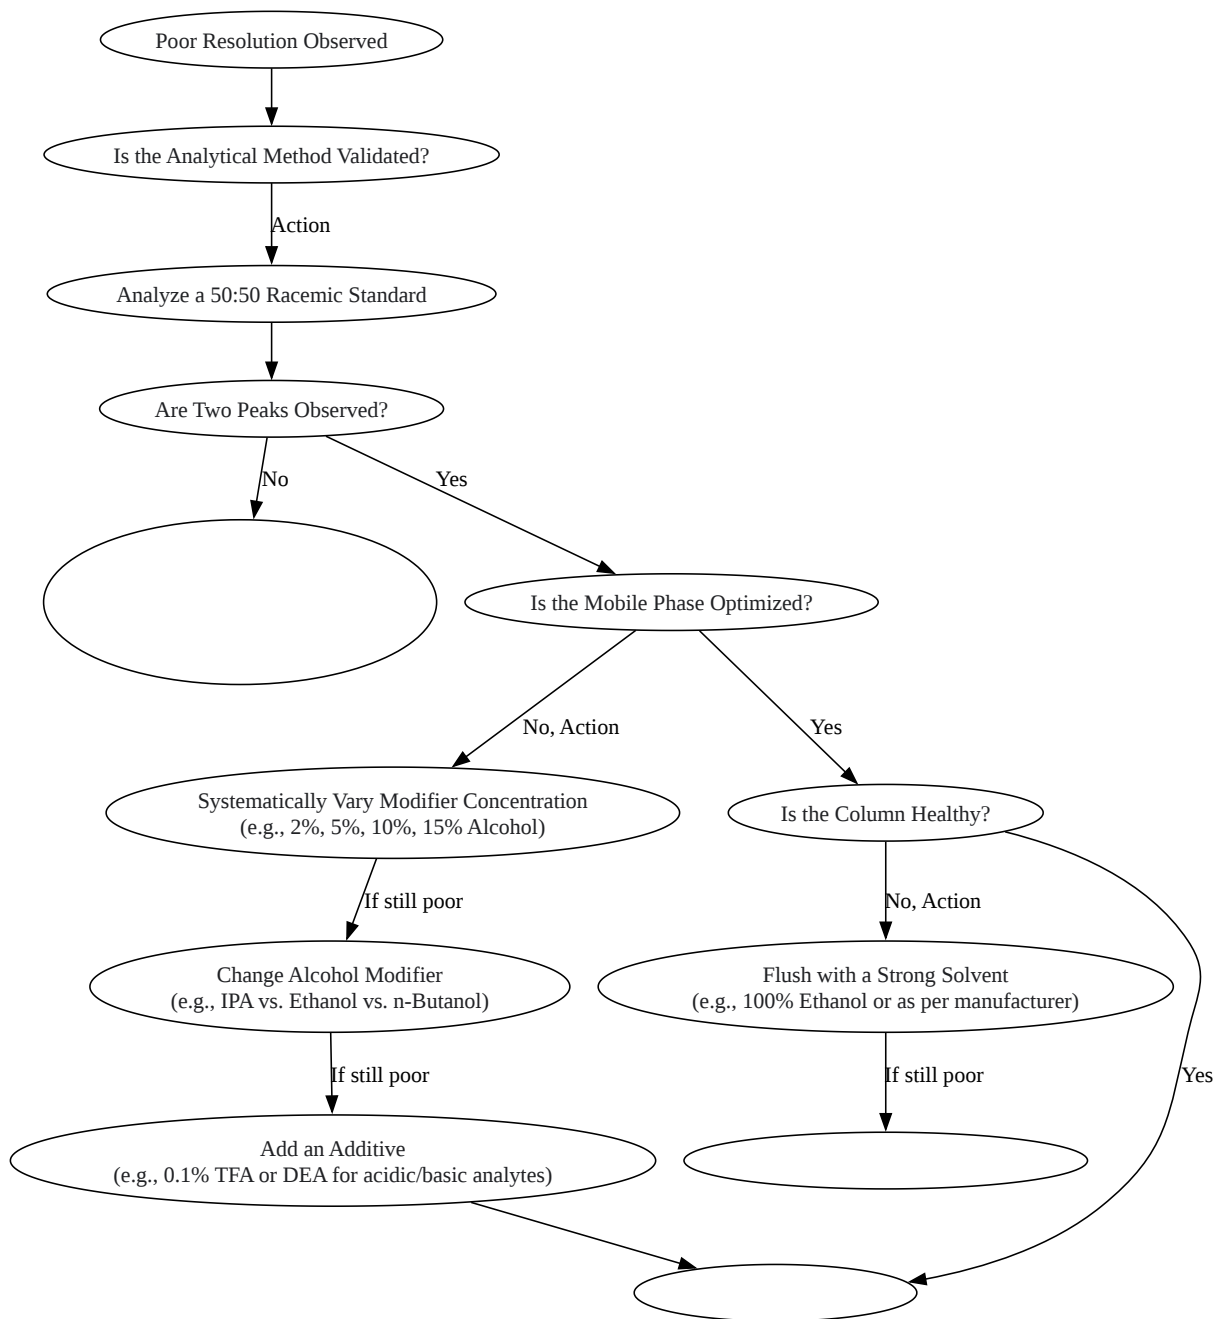 Poor Resolution Observed
Is the Analytical Method Validated?
Action
Analyze a 50:50 Racemic Standard
Are Two Peaks Observed?
No
Yes
Is the Mobile Phase Optimized?
No, Action
Yes
Systematically Vary Modifier Concentration
(e.g., 2%, 5%, 10%, 15% Alcohol)
Is the Column Healthy?
If still poor
No, Action
Change Alcohol Modifier
(e.g., IPA vs. Ethanol vs. n-Butanol)
Flush with a Strong Solvent
(e.g., 100% Ethanol or as per manufacturer)
If still poor
If still poor
Yes
Add an Additive
(e.g., 0.1% TFA or DEA for acidic/basic analytes)